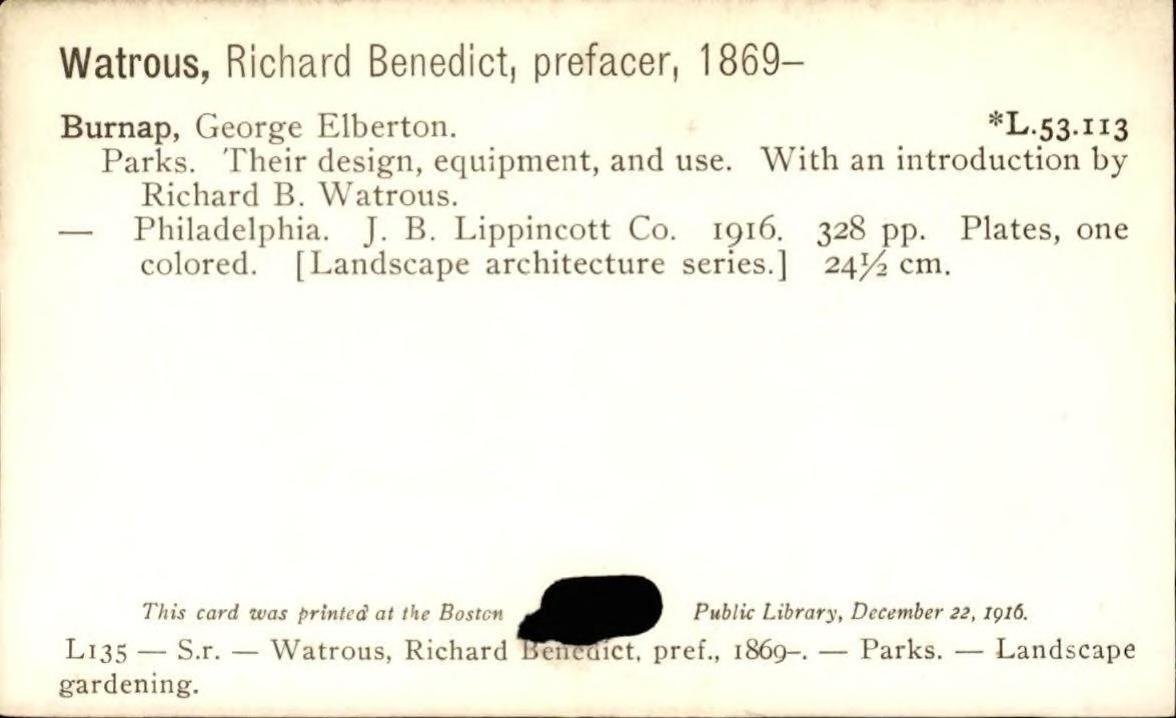 Watrous, Richard Benedict, prefacer, 1869–
Burnap, George Elberton. *L.53.113
Parks. Their design, equipment, and use. With an introduction by
Richard B. Watrous.
— Philadelphia. J. B. Lippincott Co. 1916. 328 pp. Plates, one
colored. [Landscape architecture series.] 24½ cm.
This card was printed at the Boston Public Library, December 22, 1916.
L135 — S.r. — Watrous, Richard Benedict, pref., 1869–. — Parks. — Landscape
gardening.